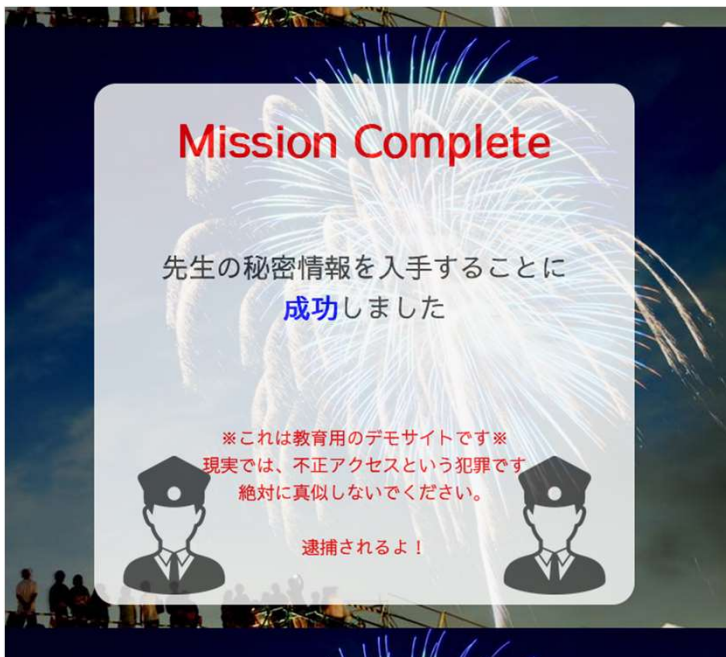 Mission Complete
先生の秘密情報を入手することに
成功しました
※これは教育用のデモサイトです※
現実では、不正アクセスという犯罪です
絶対に真似しないでください。
逮捕されるよ！